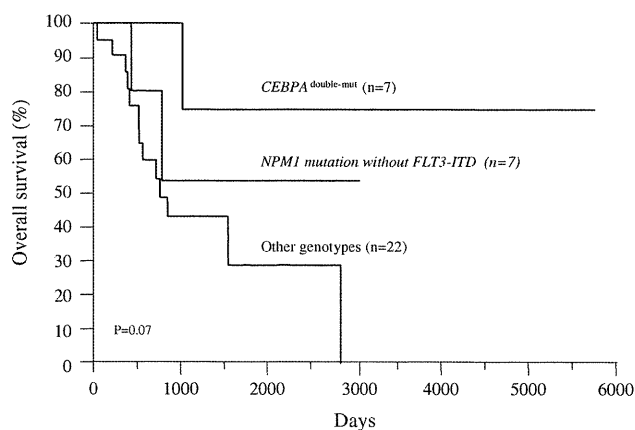 Overall survival (%)
100
90
80
70
60
50
40
30
20
10
0
CEBPA double-mut (n=7)
NPM1 mutation without FLT3-ITD (n=7)
Other genotypes (n=22)
P=0.07
0 1000 2000 3000 4000 5000 6000
Days